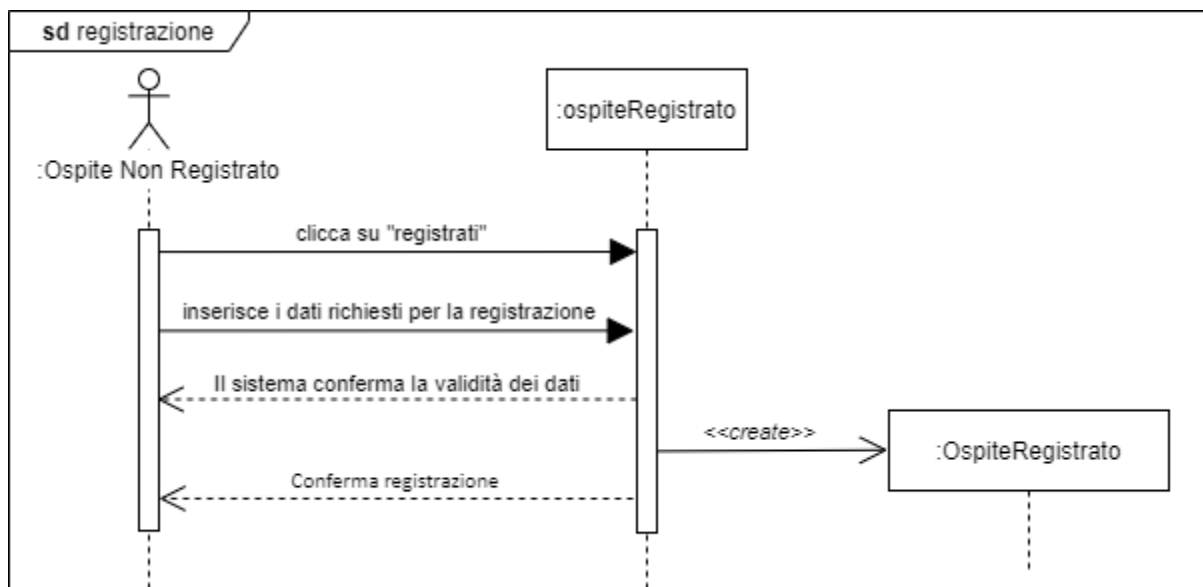 sd registrazione
:Ospite Non Registrato
:ospiteRegistrato
clicca su "registrati"
inserisce i dati richiesti per la registrazione
Il sistema conferma la validità dei dati
<<create>>
:OspiteRegistrato
Conferma registrazione